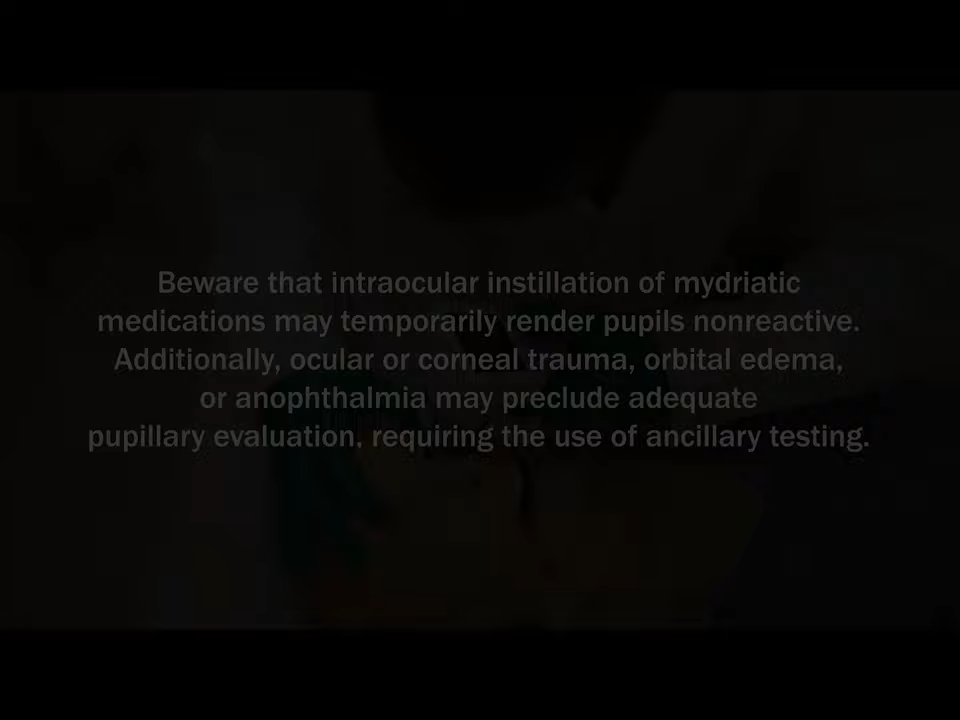 Beware that intraocular instillation of mydriatic
medications may temporarily render pupils nonreactive.
Additionally, ocular or corneal trauma, orbital edema,
or anophthalmia may preclude adequate
pupillary evaluation, requiring the use of ancillary testing.